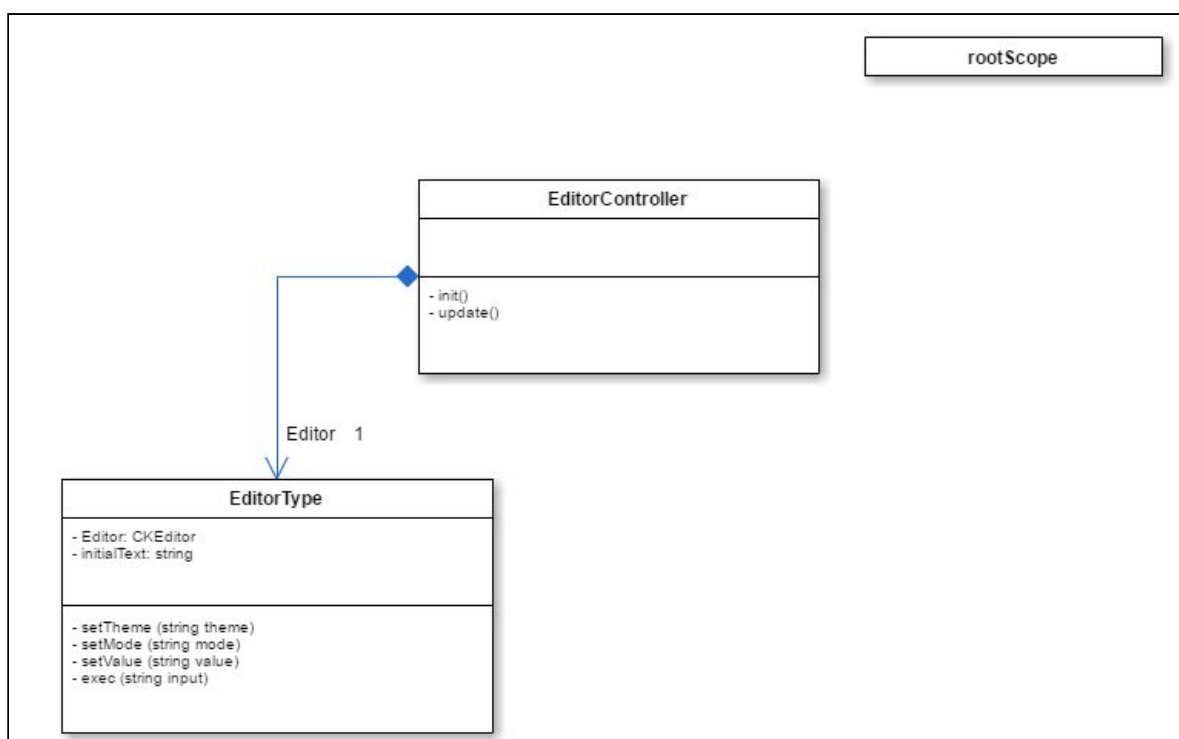 rootScope
EditorController
- init()
- update()
Editor 1
EditorType
- Editor: CKEditor
- initialText: string
- setTheme (string theme)
- setMode (string mode)
- setValue (string value)
- exec (string input)